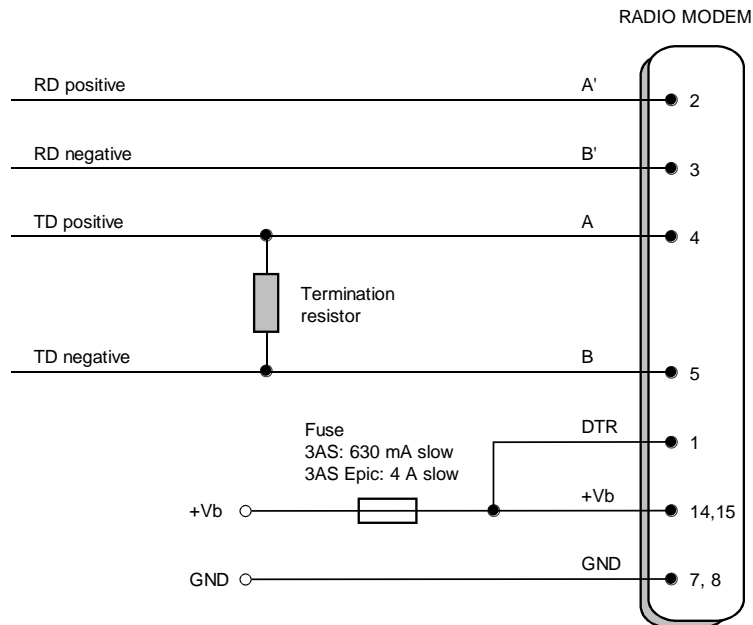 RADIO MODEM
RD positive A' 2
RD negative B' 3
TD positive A 4
Termination
resistor
TD negative B 5
Fuse
3AS: 630 mA slow
3AS Epic: 4 A slow
DTR 1
+Vb +Vb 14,15
GND GND 7, 8